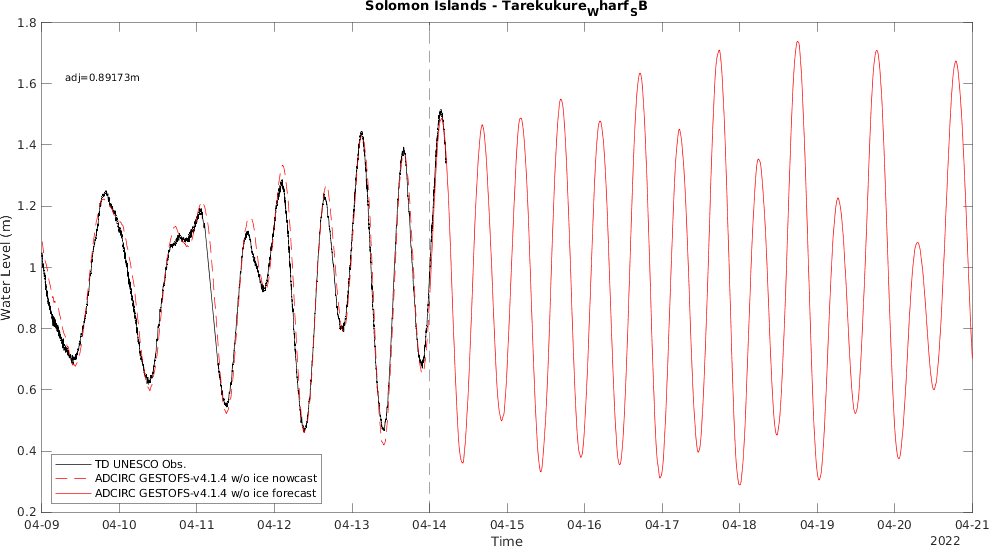 Solomon Islands - Tarekukure_Wharf_SB
1.8
1.6
1.4
1.2
1
0.8
0.6
0.4
0.2
Water Level (m)
adj=0.89173m
TD UNESCO Obs.
ADCIRC GESTOFS-v4.1.4 w/o ice nowcast
ADCIRC GESTOFS-v4.1.4 w/o ice forecast
04-09 04-10 04-11 04-12 04-13 04-14 04-15 04-16 04-17 04-18 04-19 04-20 04-21
Time
2022